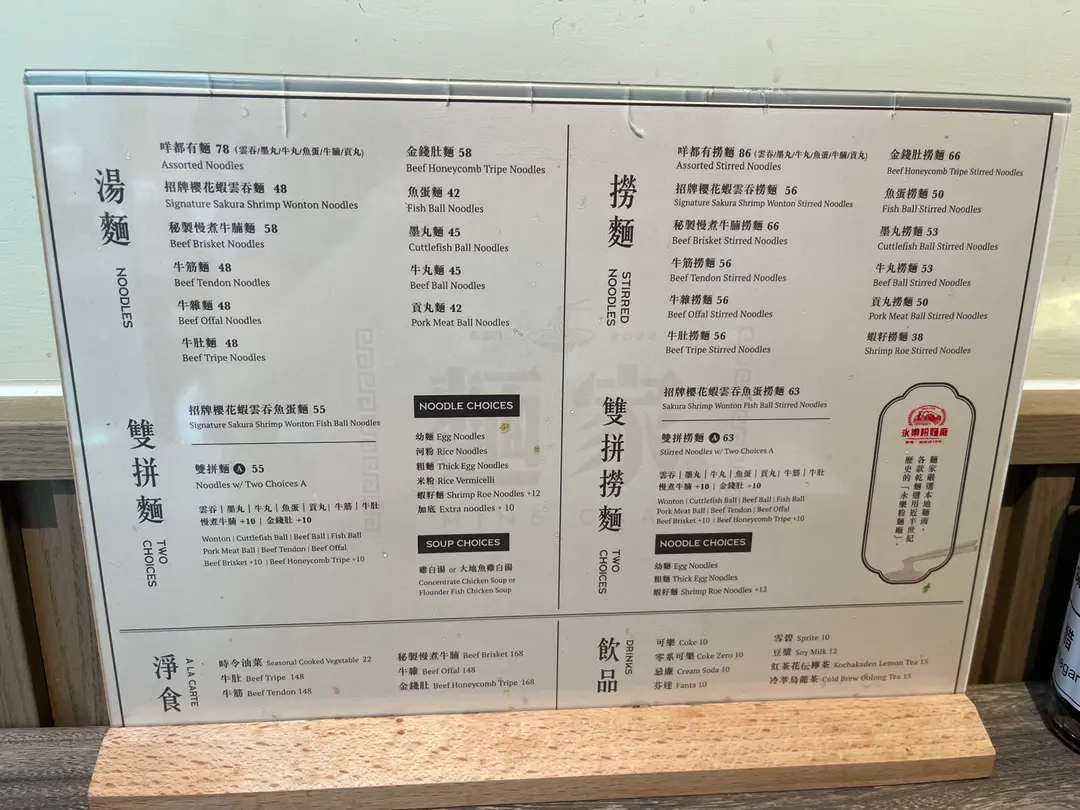 湯麵
NOODLES
咩都有麵 78 (雲吞/墨丸/牛丸/魚蛋/牛腩/貢丸)
Assorted Noodles
招牌櫻花蝦雲吞麵 48
Signature Sakura Shrimp Wonton Noodles
秘製慢煮牛腩麵 58
Beef Brisket Noodles
牛筋麵 48
Beef Tendon Noodles
牛雜麵 48
Beef Offal Noodles
牛肚麵 48
Beef Tripe Noodles
金錢肚麵 58
Beef Honeycomb Tripe Noodles
魚蛋麵 42
Fish Ball Noodles
墨丸麵 45
Cuttlefish Ball Noodles
牛丸麵 45
Beef Ball Noodles
貢丸麵 42
Pork Meat Ball Noodles
雙拼麵
TWO CHOICES
招牌櫻花蝦雲吞魚蛋麵 55
Signature Sakura Shrimp Wonton Fish Ball Noodles
雙拼麵 A 55
Noodles w/ Two Choices A
雲吞 | 墨丸 | 牛丸 | 魚蛋 | 貢丸 | 牛筋 | 牛肚
慢煮牛腩 +10 | 金錢肚 +10
Wonton | Cuttlefish Ball | Beef Ball | Fish Ball
Pork Meat Ball | Beef Tendon | Beef Offal
Beef Brisket +10 | Beef Honeycomb Tripe +10
NOODLE CHOICES
幼麵 Egg Noodles
河粉 Rice Noodles
粗麵 Thick Egg Noodles
米粉 Rice Vermicelli
蝦籽麵 Shrimp Roe Noodles +12
加底 Extra noodles + 10
SOUP CHOICES
雞白湯 or 大地魚雞白湯
Concentrate Chicken Soup or
Flounder Fish Chicken Soup
撈麵
STIRRED NOODLES
咩都有撈麵 86 (雲吞/墨丸/牛丸/魚蛋/牛腩/貢丸)
Assorted Stirred Noodles
招牌櫻花蝦雲吞撈麵 56
Signature Sakura Shrimp Wonton Stirred Noodles
秘製慢煮牛腩撈麵 66
Beef Brisket Stirred Noodles
牛筋撈麵 56
Beef Tendon Stirred Noodles
牛雜撈麵 56
Beef Offal Stirred Noodles
牛肚撈麵 56
Beef Tripe Stirred Noodles
金錢肚撈麵 66
Beef Honeycomb Tripe Stirred Noodles
魚蛋撈麵 50
Fish Ball Stirred Noodles
墨丸撈麵 53
Cuttlefish Ball Stirred Noodles
牛丸撈麵 53
Beef Ball Stirred Noodles
貢丸撈麵 50
Pork Meat Ball Stirred Noodles
蝦籽撈麵 38
Shrimp Roe Stirred Noodles
雙拼撈麵
TWO CHOICES
招牌櫻花蝦雲吞魚蛋撈麵 63
Sakura Shrimp Wonton Fish Ball Stirred Noodles
雙拼撈麵 A 63
Stirred Noodles w/ Two Choices A
雲吞 | 墨丸 | 牛丸 | 魚蛋 | 貢丸 | 牛筋 | 牛肚
慢煮牛腩 +10 | 金錢肚 +10
Wonton | Cuttlefish Ball | Beef Ball | Fish Ball
Pork Meat Ball | Beef Tendon | Beef Offal
Beef Brisket +10 | Beef Honeycomb Tripe +10
NOODLE CHOICES
幼麵 Egg Noodles
粗麵 Thick Egg Noodles
蝦籽麵 Shrimp Roe Noodles +12
永樂粉麵廠
麵家嚴選本地麵商，
各款乾麵選用近半世紀
歷史的「永樂粉麵廠」。
淨食
A LA CARTE
時令油菜 Seasonal Cooked Vegetable 22
牛肚 Beef Tripe 148
牛筋 Beef Tendon 148
秘製慢煮牛腩 Beef Brisket 168
牛雜 Beef Offal 148
金錢肚 Beef Honeycomb Tripe 168
飲品
DRINKS
可樂 Coke 10
零系可樂 Coke Zero 10
忌廉 Cream Soda 10
芬達 Fanta 10
雪碧 Sprite 10
豆漿 Soy Milk 12
紅茶花伝檸茶 Kochakaden Lemon Tea 15
冷萃烏龍茶 Cold Brew Oolong Tea 15
醋